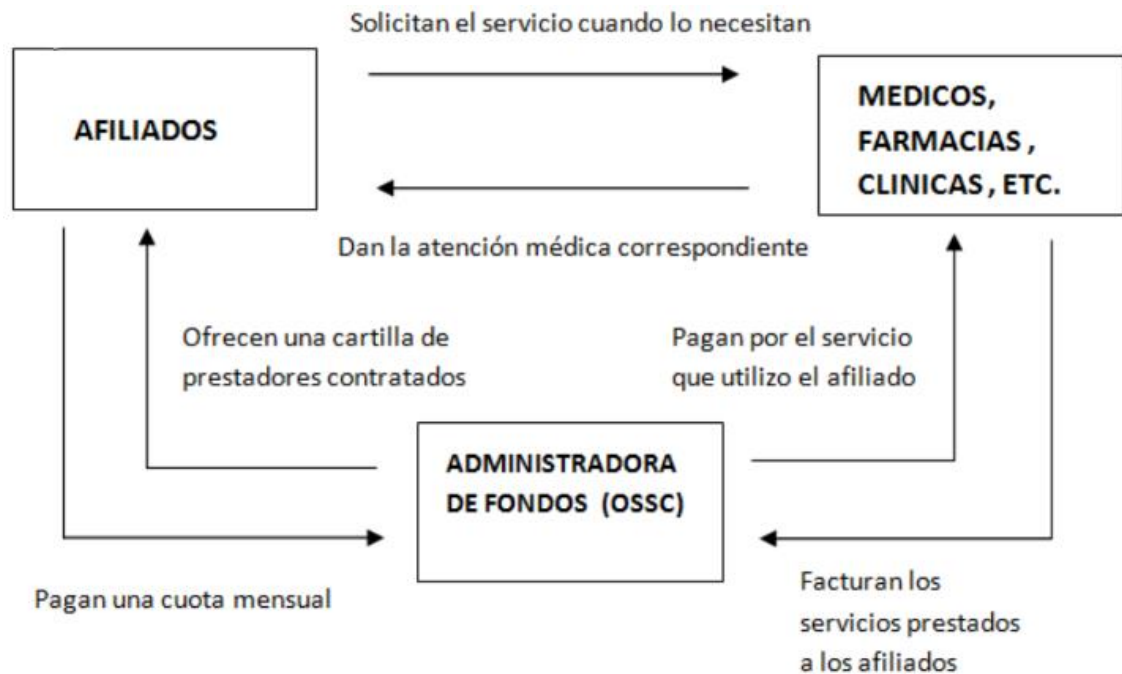 Solicitan el servicio cuando lo necesitan
AFILIADOS
MEDICOS,
FARMACIAS ,
CLINICAS , ETC.
Dan la atención médica correspondiente
Ofrecen una cartilla de
prestadores contratados
Pagan por el servicio
que utilizo el afiliado
ADMINISTRADORA
DE FONDOS (OSSC)
Pagan una cuota mensual
Facturan los
servicios prestados
a los afiliados